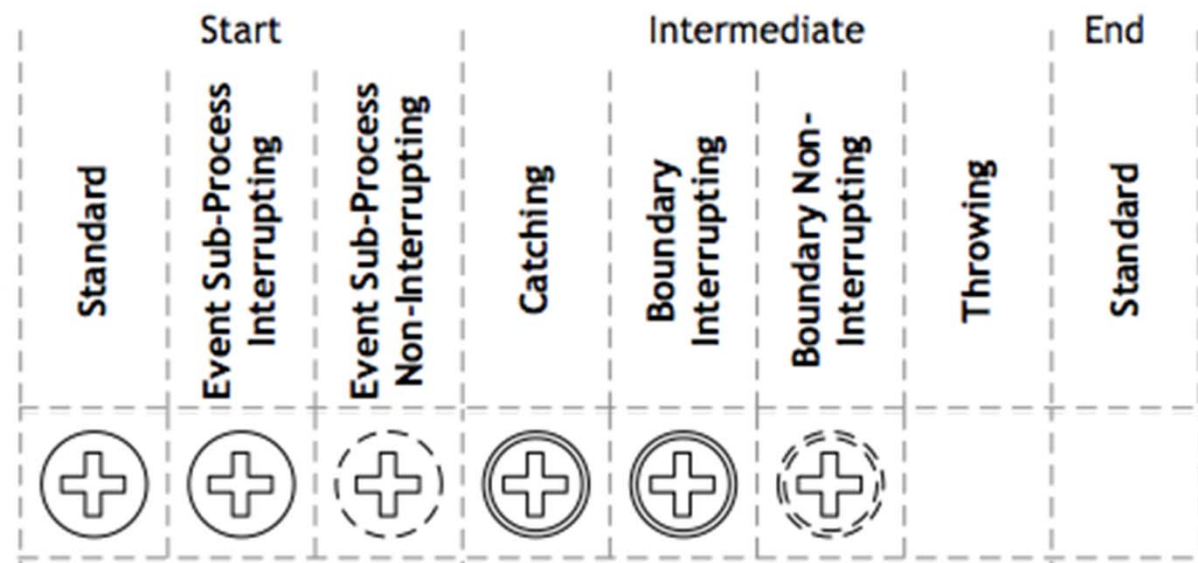 Start
Intermediate
End
Standard
Event Sub-Process
Interrupting
Event Sub-Process
Non-Interrupting
Catching
Boundary
Interrupting
Boundary Non-
Interrupting
Throwing
Standard